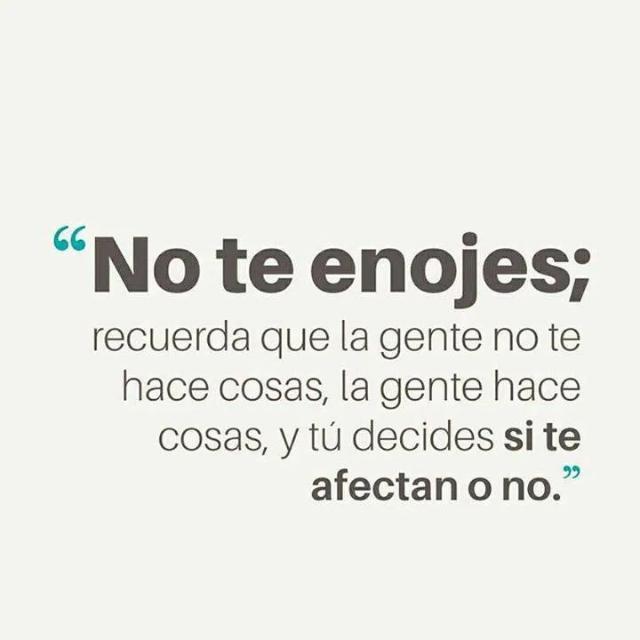 “No te enojes;
recuerda que la gente no te
hace cosas, la gente hace
cosas, y tú decides si te
afectan o no.”